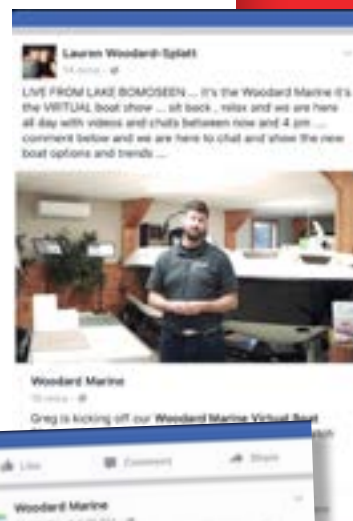 Lauren Woodard-Splatt
14 mins ·
LIVE FROM LAKE BOMOSEEN ... It's the Woodard Marine it's
the VIRTUAL boat show ... sit back , relax and we are here
all day with videos and chats between now and 4 pm ...
comment below and we are here to chat and show the new
boat options and trends ...
Woodard Marine
mins ·
Greg is kicking off our Woodard Marine Virtual Boat
Like Comment Share
Woodard Marine